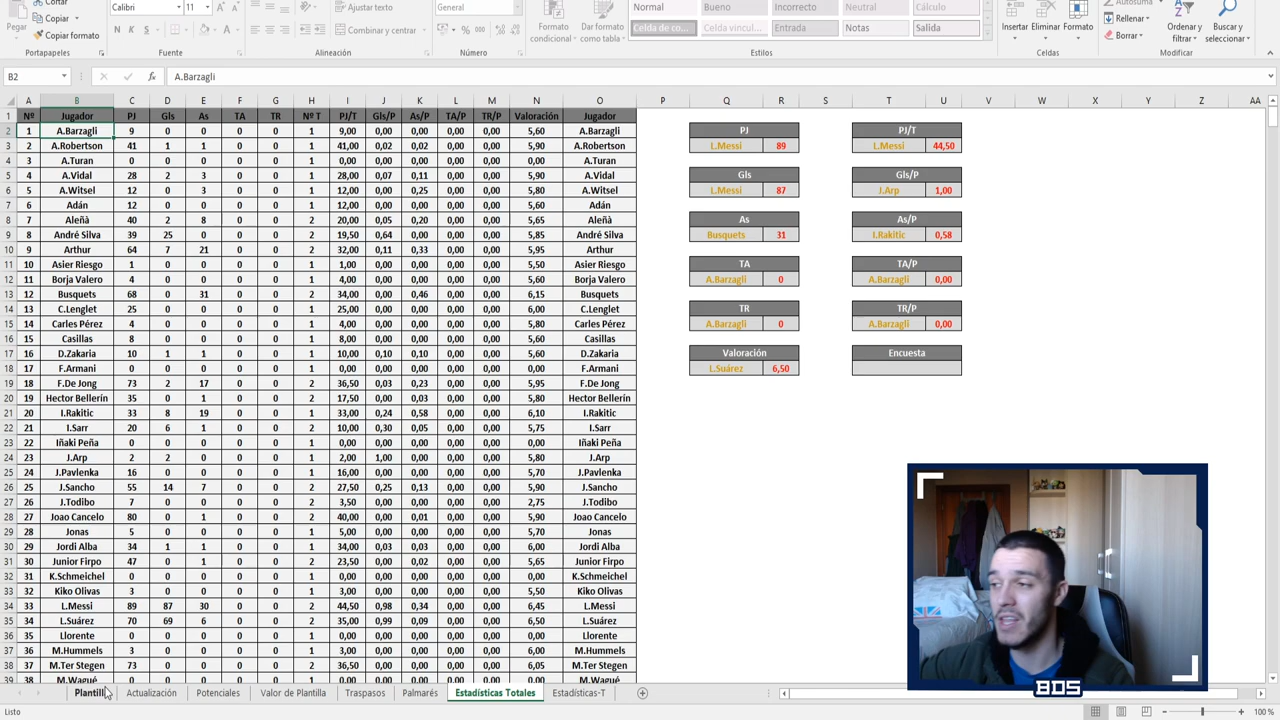 Cortar
Pegar
Copiar
Copiar formato
Portapapeles
Calibri
11
N K S
Fuente
Ajustar texto
Combinar y centrar
Alineación
General
% 000
Número
Formato condicional
Dar formato como tabla
Normal Bueno Incorrecto Neutral Cálculo
Celda de co... Celda vincul... Entrada Notas Salida
Estilos
Insertar Eliminar Formato
Celdas
Autosuma
Rellenar
Borrar
Ordenar y filtrar
Buscar y seleccionar
Modificar
B2 fx A.Barzagli
A B C D E F G H I J K L M N O P Q R S T U V W X Y Z AA
1 Nº Jugador PJ Gls As TA TR Nº T PJ/T Gls/P As/P TA/P TR/P Valoración Jugador
2 1 A.Barzagli 9 0 0 0 0 1 9,00 0,00 0,00 0,00 0,00 5,60 A.Barzagli
3 2 A.Robertson 41 1 1 0 0 1 41,00 0,02 0,02 0,00 0,00 5,90 A.Robertson
4 3 A.Turan 0 0 0 0 0 1 0,00 0,00 0,00 0,00 0,00 0,00 A.Turan
5 4 A.Vidal 28 2 3 0 0 1 28,00 0,07 0,11 0,00 0,00 5,90 A.Vidal
6 5 A.Witsel 12 0 3 0 0 1 12,00 0,00 0,25 0,00 0,00 5,80 A.Witsel
7 6 Adán 12 0 0 0 0 1 12,00 0,00 0,00 0,00 0,00 5,60 Adán
8 7 Aleñà 40 2 8 0 0 2 20,00 0,05 0,20 0,00 0,00 5,65 Aleñà
9 8 André Silva 39 25 0 0 0 2 19,50 0,64 0,00 0,00 0,00 5,85 André Silva
10 9 Arthur 64 7 21 0 0 2 32,00 0,11 0,33 0,00 0,00 5,95 Arthur
11 10 Asier Riesgo 1 0 0 0 0 1 1,00 0,00 0,00 0,00 0,00 5,50 Asier Riesgo
12 11 Borja Valero 4 0 0 0 0 1 4,00 0,00 0,00 0,00 0,00 5,60 Borja Valero
13 12 Busquets 68 0 31 0 0 2 34,00 0,00 0,46 0,00 0,00 6,15 Busquets
14 13 C.Lenglet 25 0 0 0 0 1 25,00 0,00 0,00 0,00 0,00 6,00 C.Lenglet
15 14 Carles Pérez 4 0 0 0 0 1 4,00 0,00 0,00 0,00 0,00 5,80 Carles Pérez
16 15 Casillas 8 0 0 0 0 1 8,00 0,00 0,00 0,00 0,00 5,60 Casillas
17 16 D.Zakaria 10 1 1 0 0 1 10,00 0,10 0,10 0,00 0,00 5,60 D.Zakaria
18 17 F.Armani 0 0 0 0 0 1 0,00 0,00 0,00 0,00 0,00 0,00 F.Armani
19 18 F.De Jong 73 2 17 0 0 2 36,50 0,03 0,23 0,00 0,00 5,95 F.De Jong
20 19 Hector Bellerín 35 0 1 0 0 2 17,50 0,00 0,03 0,00 0,00 5,80 Hector Bellerín
21 20 I.Rakitic 33 8 19 0 0 1 33,00 0,24 0,58 0,00 0,00 6,10 I.Rakitic
22 21 I.Sarr 20 6 1 0 0 2 10,00 0,30 0,05 0,00 0,00 5,75 I.Sarr
23 22 Iñaki Peña 0 0 0 0 0 1 0,00 0,00 0,00 0,00 0,00 0,00 Iñaki Peña
24 23 J.Arp 2 2 0 0 0 1 2,00 1,00 0,00 0,00 0,00 5,80 J.Arp
25 24 J.Pavlenka 16 0 0 0 0 1 16,00 0,00 0,00 0,00 0,00 5,70 J.Pavlenka
26 25 J.Sancho 55 14 7 0 0 2 27,50 0,25 0,13 0,00 0,00 5,90 J.Sancho
27 26 J.Todibo 7 0 0 0 0 2 3,50 0,00 0,00 0,00 0,00 2,75 J.Todibo
28 27 Joao Cancelo 80 0 1 0 0 2 40,00 0,00 0,01 0,00 0,00 5,90 Joao Cancelo
29 28 Jonas 5 0 0 0 0 1 5,00 0,00 0,00 0,00 0,00 5,70 Jonas
30 29 Jordi Alba 34 1 1 0 0 1 34,00 0,03 0,03 0,00 0,00 6,00 Jordi Alba
31 30 Junior Firpo 47 0 1 0 0 2 23,50 0,00 0,02 0,00 0,00 5,65 Junior Firpo
32 31 K.Schmeichel 0 0 0 0 0 1 0,00 0,00 0,00 0,00 0,00 0,00 K.Schmeichel
33 32 Kiko Olivas 3 0 0 0 0 1 3,00 0,00 0,00 0,00 0,00 5,50 Kiko Olivas
34 33 L.Messi 89 87 30 0 0 2 44,50 0,98 0,34 0,00 0,00 6,45 L.Messi
35 34 L.Suárez 70 69 6 0 0 2 35,00 0,99 0,09 0,00 0,00 6,50 L.Suárez
36 35 Llorente 0 0 0 0 0 1 0,00 0,00 0,00 0,00 0,00 0,00 Llorente
37 36 M.Hummels 3 0 0 0 0 1 3,00 0,00 0,00 0,00 0,00 5,60 M.Hummels
38 37 M.Ter Stegen 73 0 0 0 0 2 36,50 0,00 0,00 0,00 0,00 6,05 M.Ter Stegen
39 38 M.Wagué 0 0 0 0 0 1 0,00 0,00 0,00 0,00 0,00 0,00 M.Wagué
PJ
L.Messi 89
PJ/T
L.Messi 44,50
Gls
L.Messi 87
Gls/P
J.Arp 1,00
As
Busquets 31
As/P
I.Rakitic 0,58
TA
A.Barzagli 0
TA/P
A.Barzagli 0,00
TR
A.Barzagli 0
TR/P
A.Barzagli 0,00
Valoración
L.Suárez 6,50
Encuesta
BDS
Plantilla Actualización Potenciales Valor de Plantilla Traspasos Palmarés Estadísticas Totales Estadísticas-T
Listo
100 %